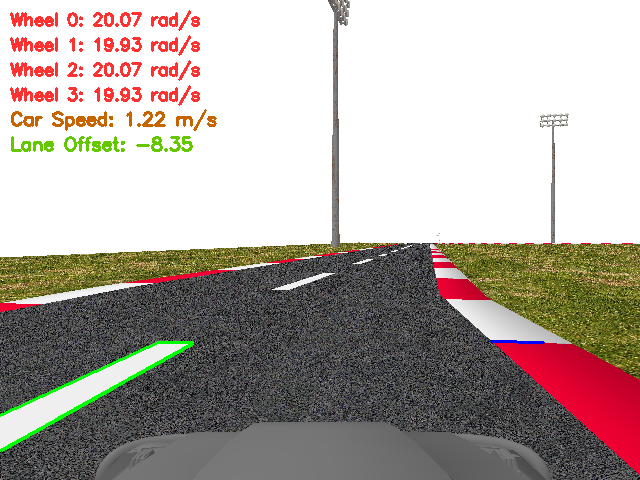 Wheel 0: 20.07 rad/s
Wheel 1: 19.93 rad/s
Wheel 2: 20.07 rad/s
Wheel 3: 19.93 rad/s
Car Speed: 1.22 m/s
Lane Offset: -8.35